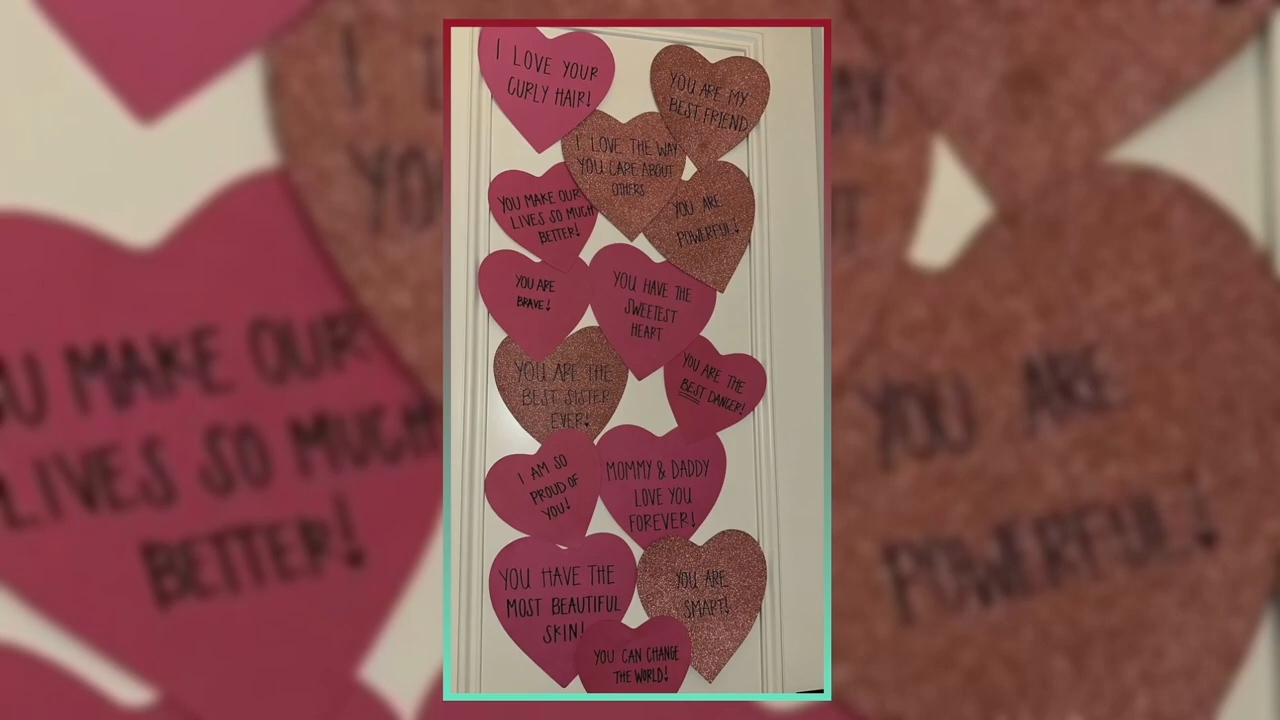 I LOVE YOUR
CURLY HAIR!
YOU ARE MY
BEST FRIEND
I LOVE THE WAY
YOU CARE ABOUT
OTHERS
YOU MAKE OUR
LIVES SO MUCH
BETTER!
YOU ARE
POWERFUL!
YOU ARE
BRAVE!
YOU HAVE THE
SWEETEST
HEART
YOU ARE THE
BEST SISTER
EVER!
YOU ARE THE
BEST DANCER!
I AM SO
PROUD OF
YOU!
MOMMY & DADDY
LOVE YOU
FOREVER!
YOU HAVE THE
MOST BEAUTIFUL
SKIN!
YOU ARE
SMART!
YOU CAN CHANGE
THE WORLD!